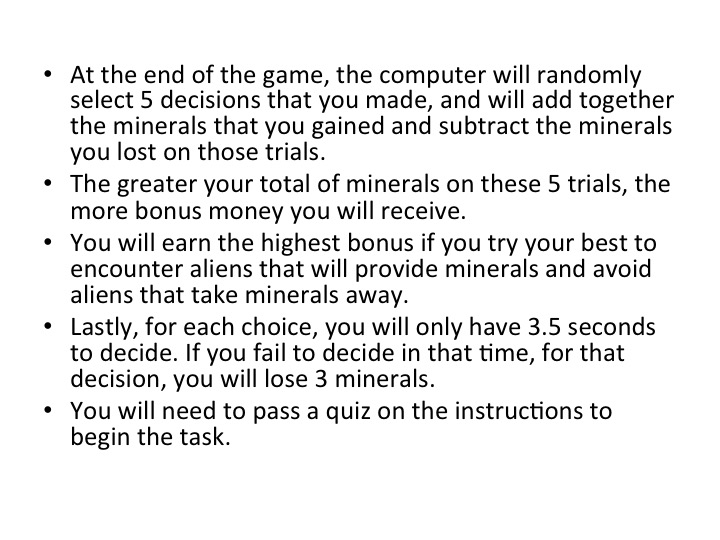 • At the end of the game, the computer will randomly
select 5 decisions that you made, and will add together
the minerals that you gained and subtract the minerals
you lost on those trials.
• The greater your total of minerals on these 5 trials, the
more bonus money you will receive.
• You will earn the highest bonus if you try your best to
encounter aliens that will provide minerals and avoid
aliens that take minerals away.
• Lastly, for each choice, you will only have 3.5 seconds
to decide. If you fail to decide in that time, for that
decision, you will lose 3 minerals.
• You will need to pass a quiz on the instructions to
begin the task.